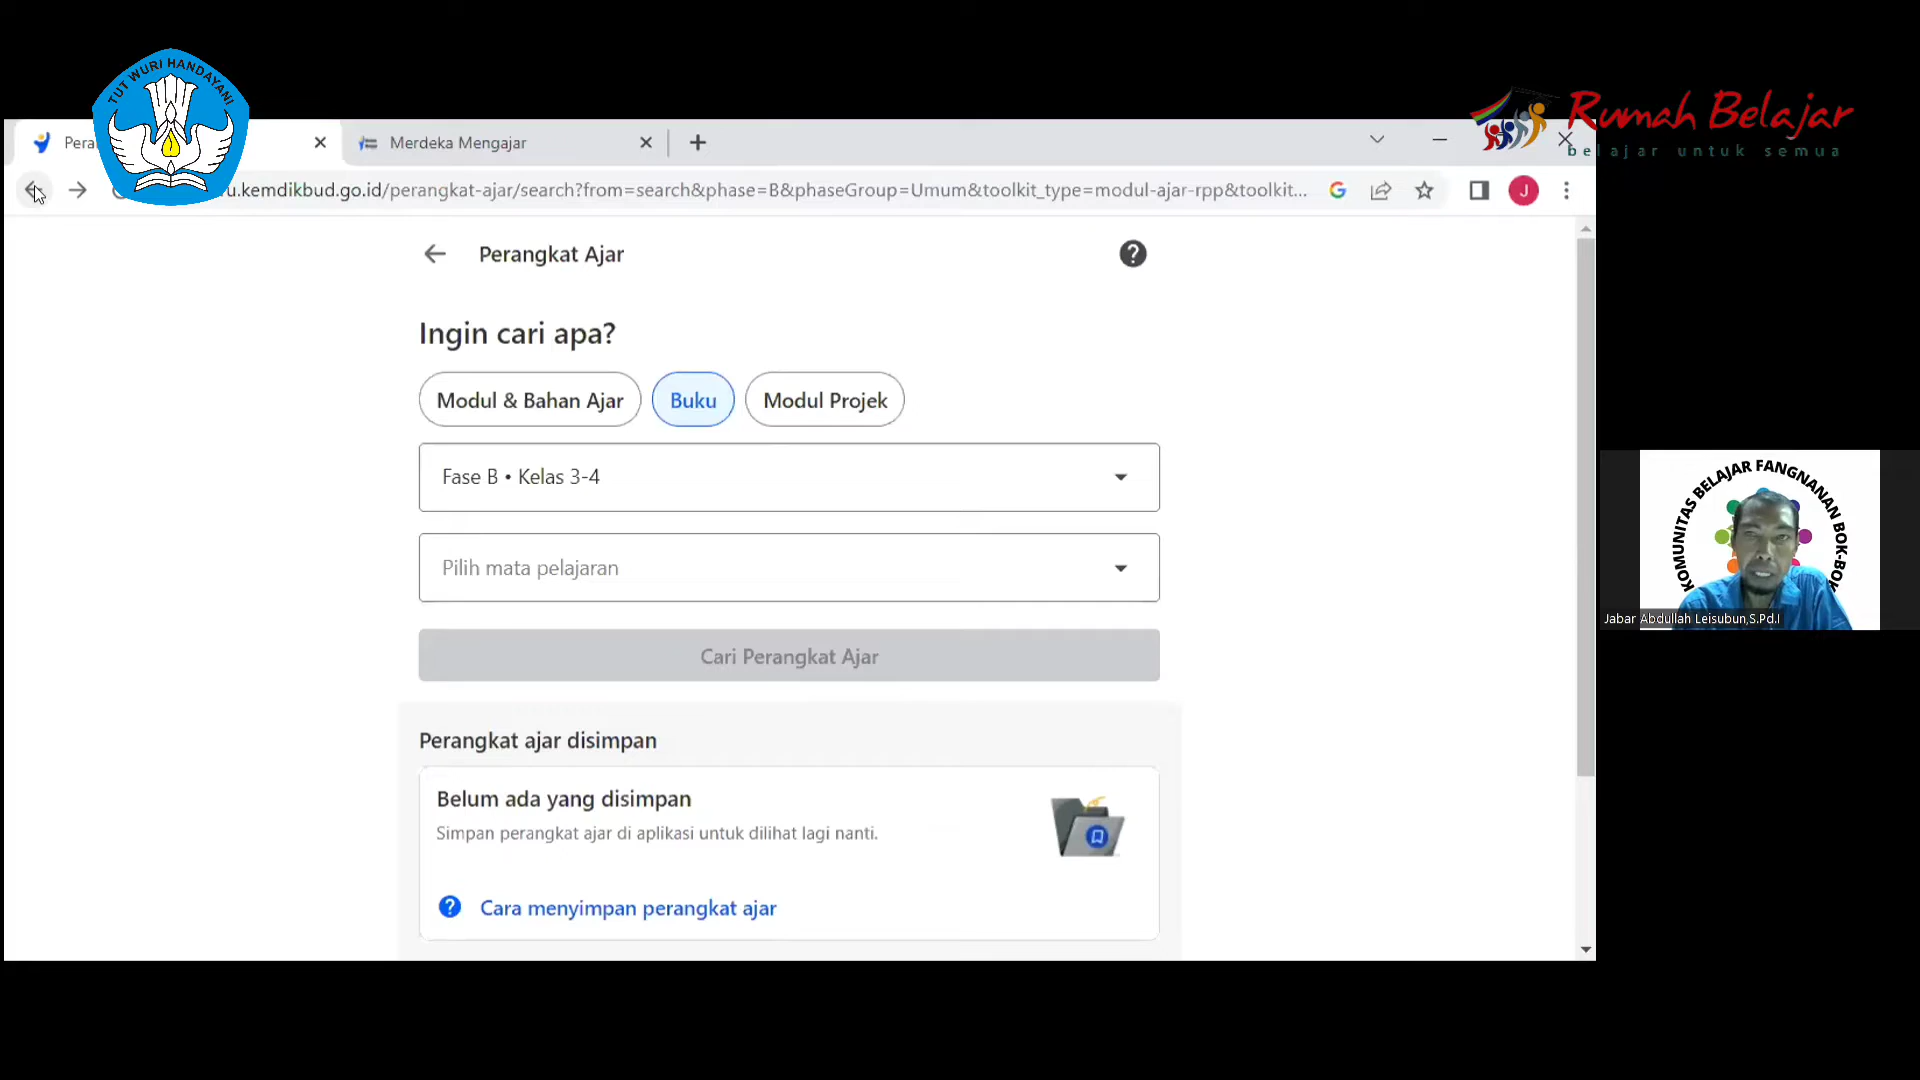 TUT WURI HANDAYANI
Rumah Belajar
belajar untuk semua
Pera
Merdeka Mengajar
u.kemdikbud.go.id/perangkat-ajar/search?from=search&phase=B&phaseGroup=Umum&toolkit_type=modul-ajar-rpp&toolkit...
J
Perangkat Ajar
Ingin cari apa?
Modul & Bahan Ajar
Buku
Modul Projek
Fase B • Kelas 3-4
Pilih mata pelajaran
Cari Perangkat Ajar
Perangkat ajar disimpan
Belum ada yang disimpan
Simpan perangkat ajar di aplikasi untuk dilihat lagi nanti.
Cara menyimpan perangkat ajar
KOMUNITAS BELAJAR FANGNANAN BOK-BOK
Jabar Abdullah Leisubun,S.Pd.I